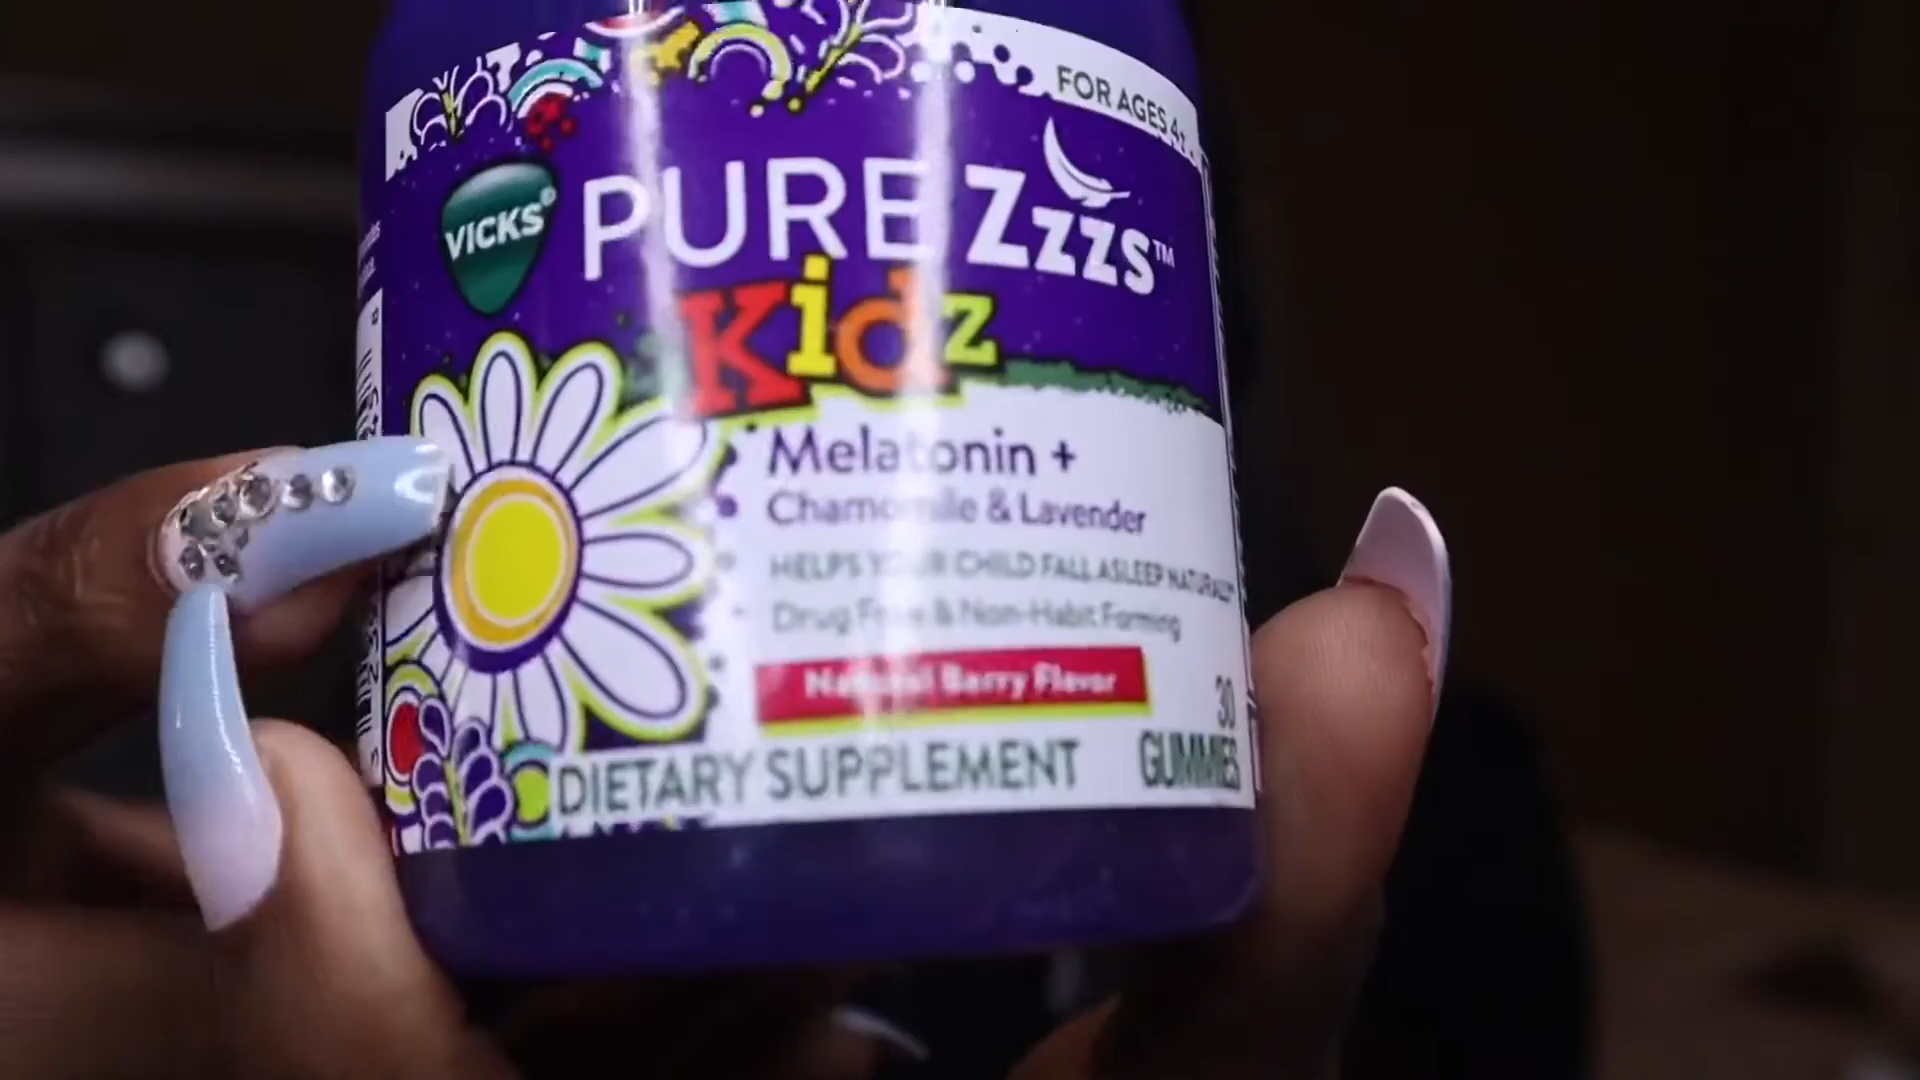 FOR AGES 4+
VICKS®
PURE Zzzs™
Kidz
Melatonin +
Chamomile & Lavender
HELPS YOUR CHILD FALL ASLEEP NATURALLY
Drug Free & Non-Habit Forming
Natural Berry Flavor
30
GUMMIES
DIETARY SUPPLEMENT